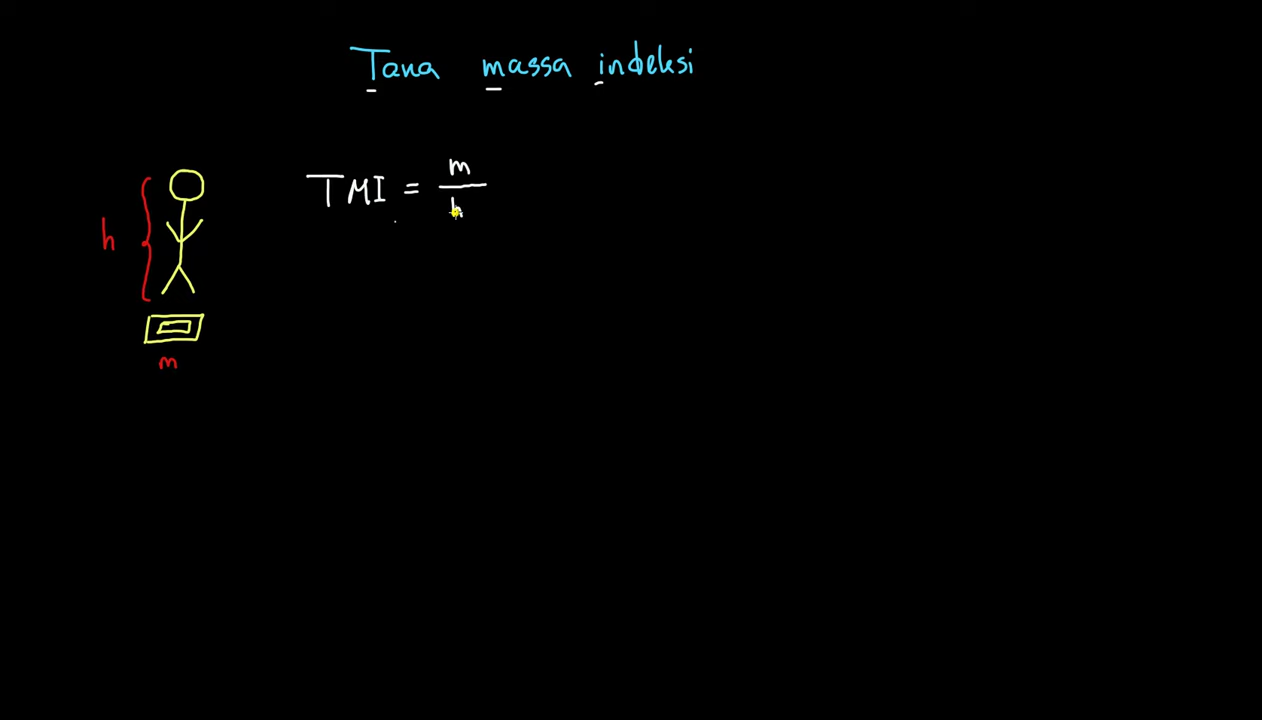 Tana massa indeksi
TMI = m/h
h
m